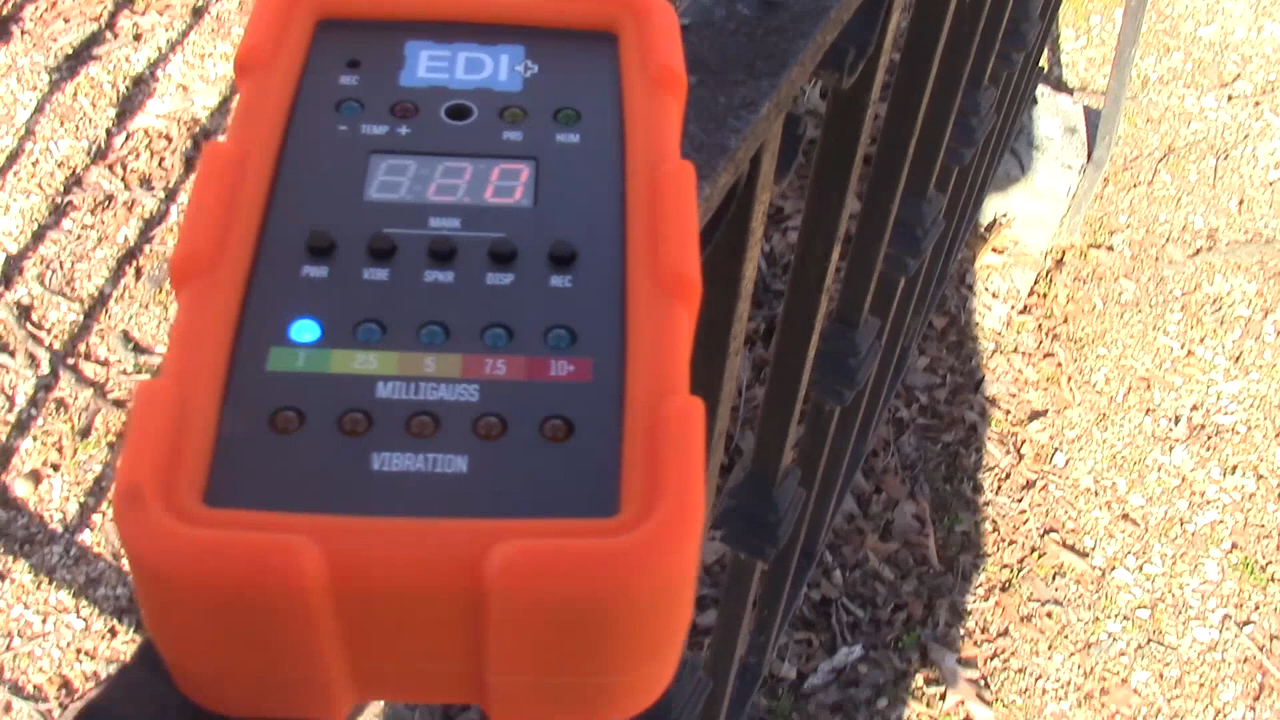 EDI+
REC
- TEMP + PRS HUM
MARK
PWR VIBE SPKR DISP REC
1 2.5 5 7.5 10+
MILLIGAUSS
VIBRATION